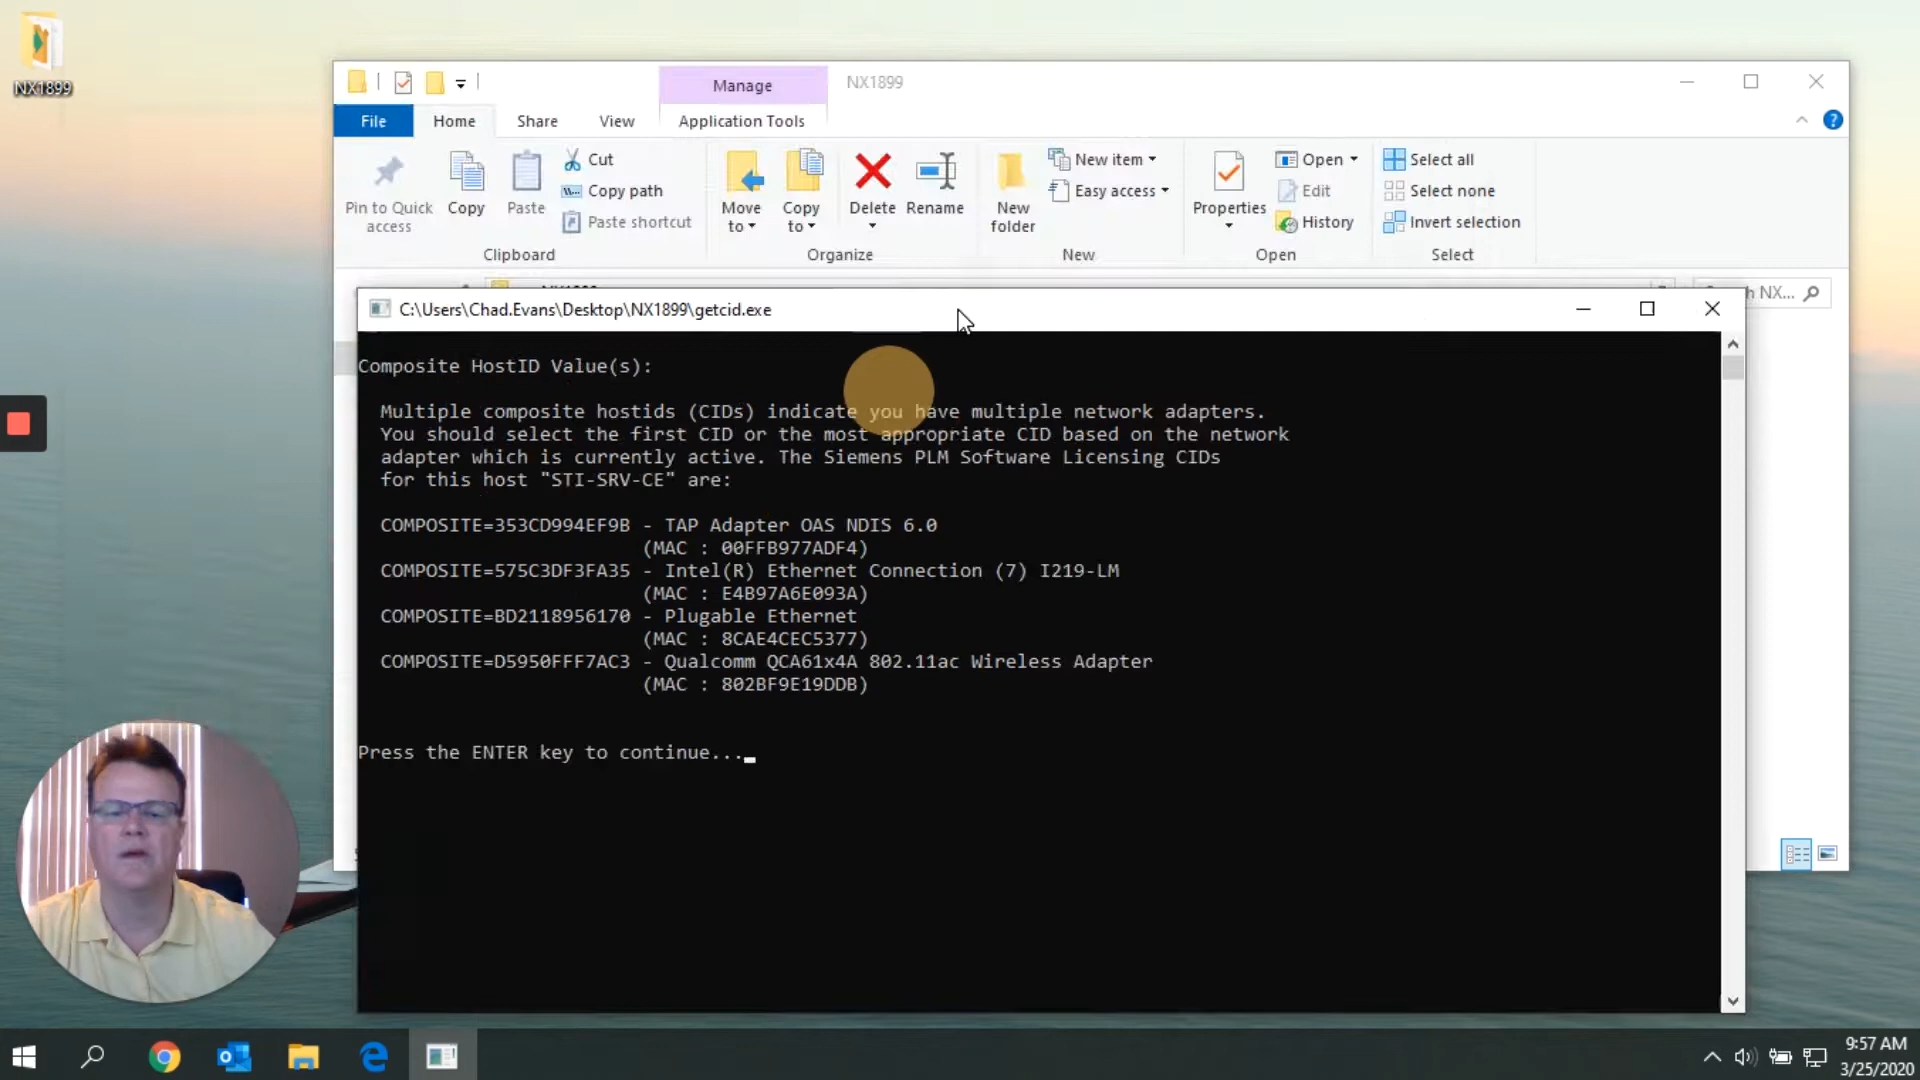 NX1899
Manage
NX1899
File
Home
Share
View
Application Tools
Pin to Quick access
Copy
Paste
Cut
Copy path
Paste shortcut
Clipboard
Move to
Copy to
Delete
Rename
Organize
New folder
New item
Easy access
New
Properties
Open
Edit
History
Open
Select all
Select none
Invert selection
Select
NX...
C:\Users\Chad.Evans\Desktop\NX1899\getcid.exe
Composite HostID Value(s):
Multiple composite hostids (CIDs) indicate you have multiple network adapters.
You should select the first CID or the most appropriate CID based on the network
adapter which is currently active. The Siemens PLM Software Licensing CIDs
for this host "STI-SRV-CE" are:
COMPOSITE=353CD994EF9B - TAP Adapter OAS NDIS 6.0
(MAC : 00FFB977ADF4)
COMPOSITE=575C3DF3FA35 - Intel(R) Ethernet Connection (7) I219-LM
(MAC : E4B97A6E093A)
COMPOSITE=BD2118956170 - Plugable Ethernet
(MAC : 8CAE4CEC5377)
COMPOSITE=D5950FFF7AC3 - Qualcomm QCA61x4A 802.11ac Wireless Adapter
(MAC : 802BF9E19DDB)
Press the ENTER key to continue...
9:57 AM
3/25/2020